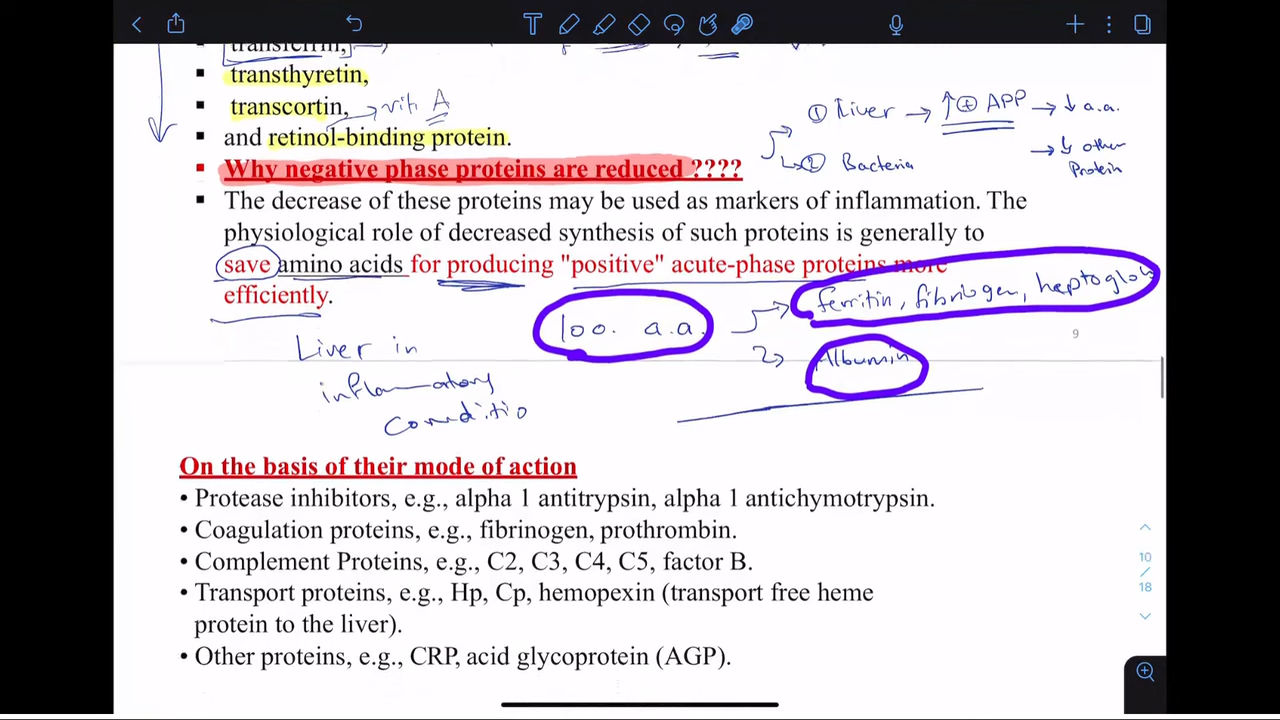 transferrin,
▪ transthyretin,
▪ transcortin, → vit. A
▪ and retinol-binding protein.
① Liver → ↑ ⊕ APP → ↓ a.a.
→ ↓ other Protein
② Bacteria
▪ Why negative phase proteins are reduced ????
▪ The decrease of these proteins may be used as markers of inflammation. The
physiological role of decreased synthesis of such proteins is generally to
save amino acids for producing "positive" acute-phase proteins more
efficiently.
100. a.a.
ferritin, fibriogen, heptoglob
Albumin
9
Liver in
inflammatory
conditio
On the basis of their mode of action
• Protease inhibitors, e.g., alpha 1 antitrypsin, alpha 1 antichymotrypsin.
• Coagulation proteins, e.g., fibrinogen, prothrombin.
• Complement Proteins, e.g., C2, C3, C4, C5, factor B.
• Transport proteins, e.g., Hp, Cp, hemopexin (transport free heme
protein to the liver).
• Other proteins, e.g., CRP, acid glycoprotein (AGP).
10
/
18